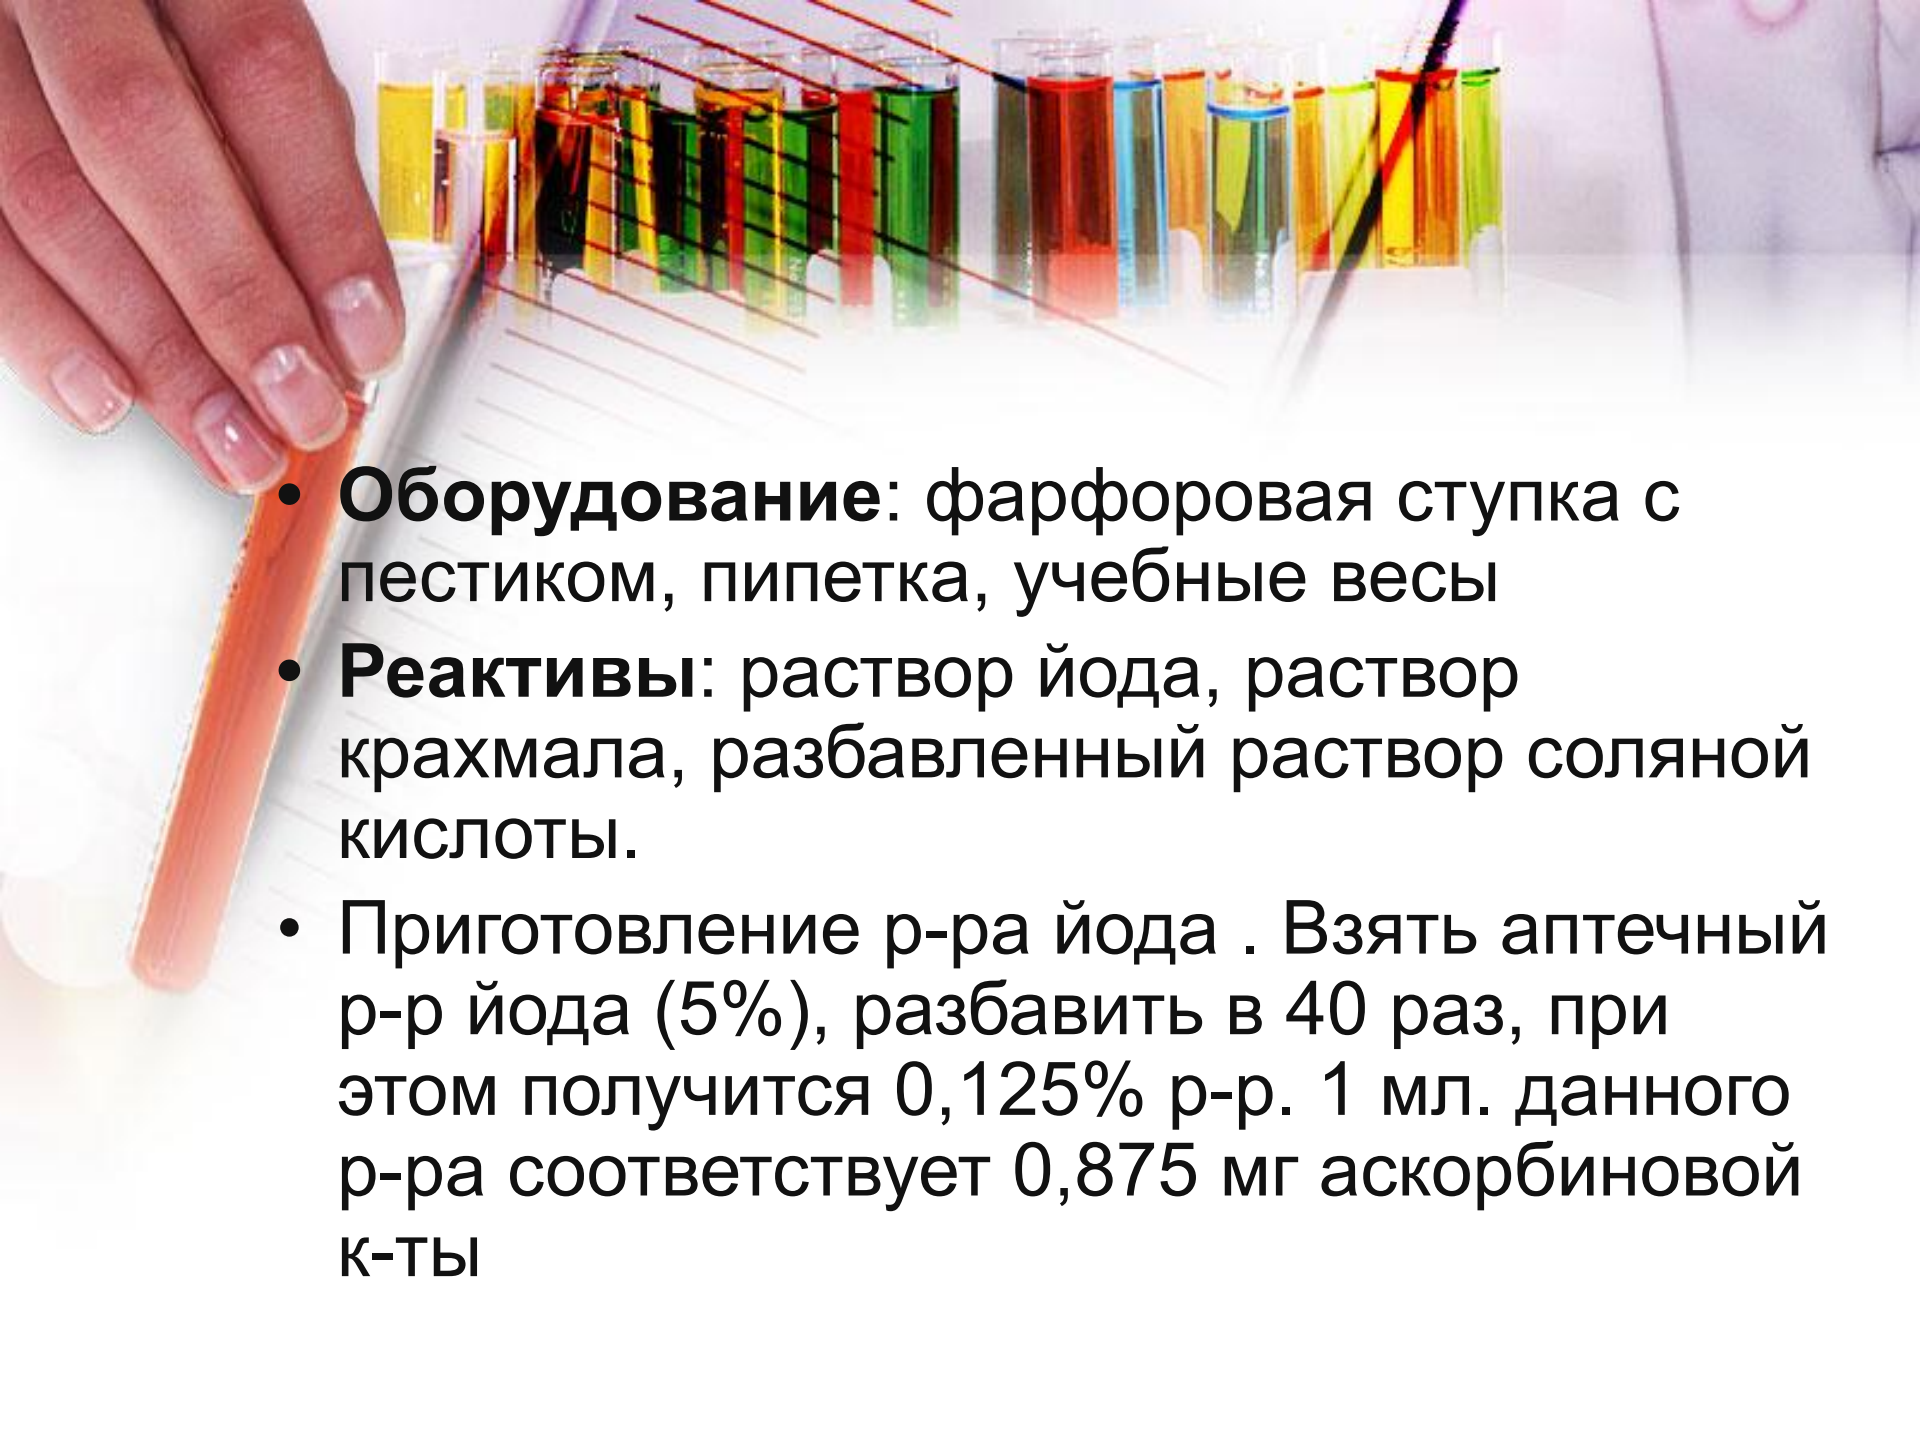 • Оборудование: фарфоровая ступка с
пестиком, пипетка, учебные весы
• Реактивы: раствор йода, раствор
крахмала, разбавленный раствор соляной
кислоты.
• Приготовление р-ра йода . Взять аптечный
р-р йода (5%), разбавить в 40 раз, при
этом получится 0,125% р-р. 1 мл. данного
р-ра соответствует 0,875 мг аскорбиновой
к-ты